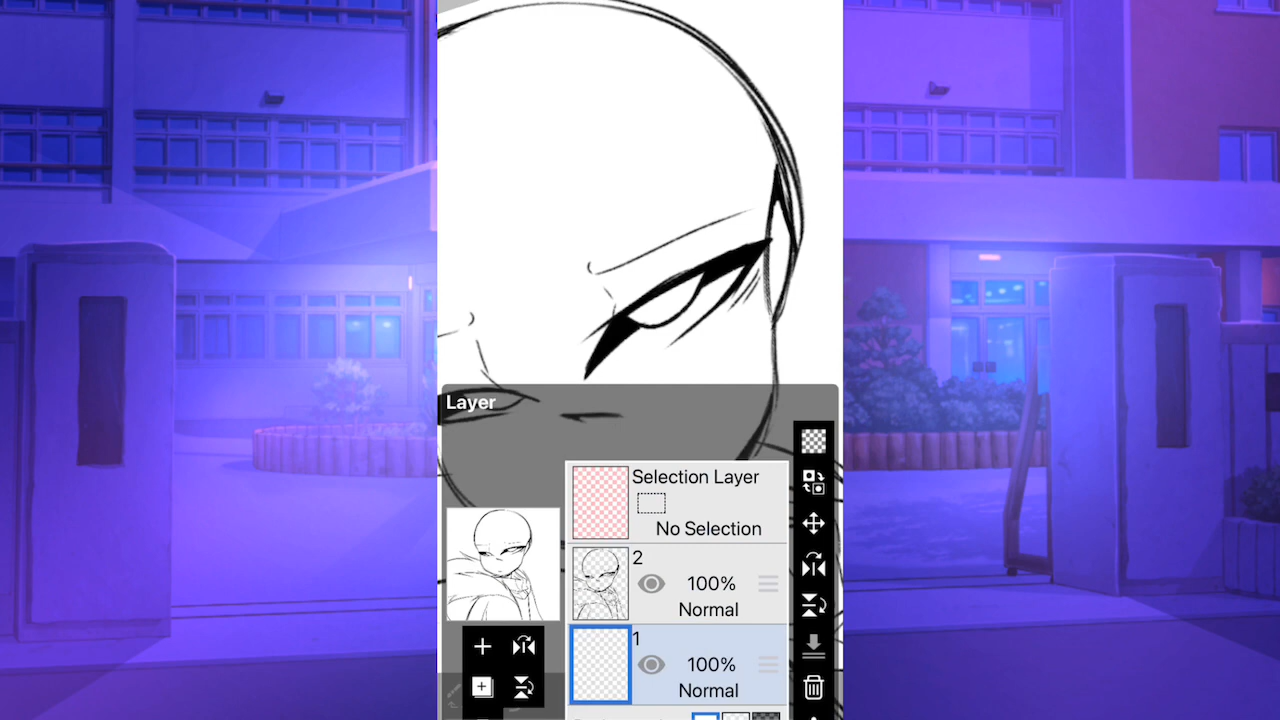 Layer
Selection Layer
No Selection
2
100%
Normal
1
100%
Normal